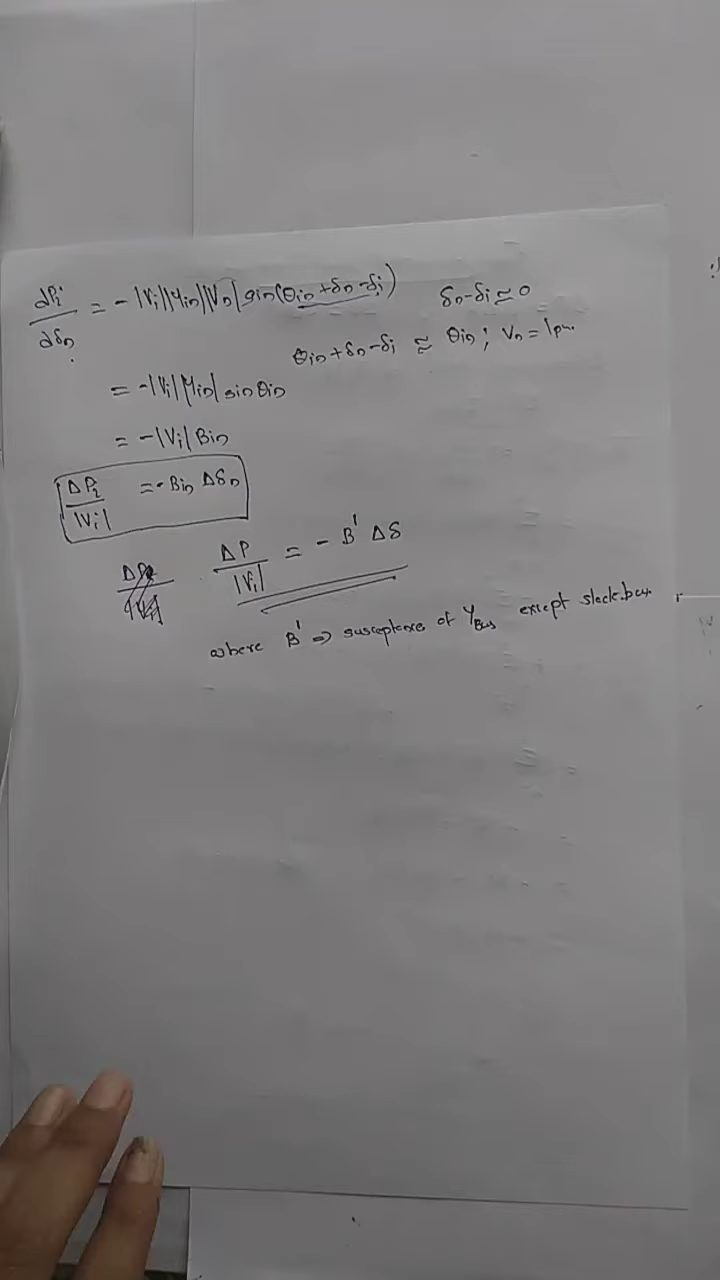 ∂Pi/∂δn = -|Vi||Yin||Vn| sin(θin + δn - δi) δn - δi ≃ 0
θin + δn - δi ≈ θin ; Vn = 1pu.
= -|Vi||Yin| sin θin
= -|Vi| Bin
ΔPi/|Vi| = - Bin Δδn
ΔP/|Vi| = - B' Δδ
where B' ⇒ susceptance of YBus except slack bus.